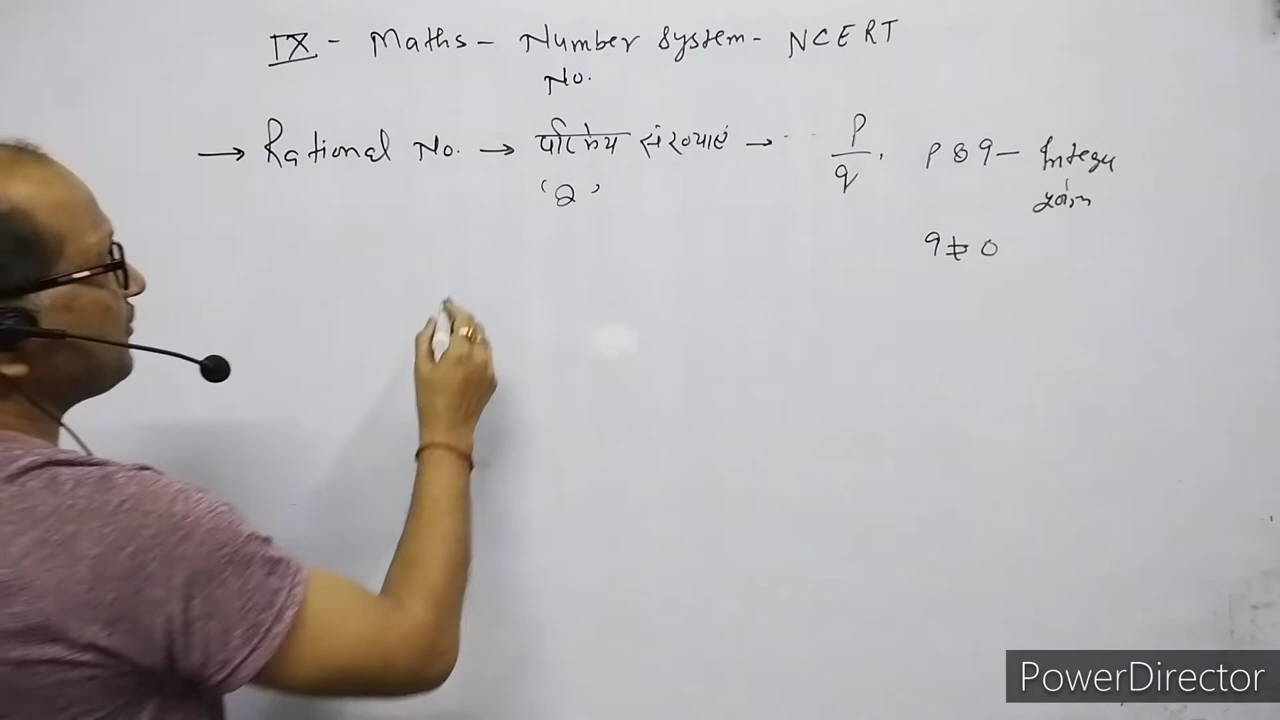 IX - Maths - Number System - NCERT
No.
→ Rational No. → परिमेय संख्याएं → p/q, p & q - Integer
'Q'
q ≠ 0
PowerDirector